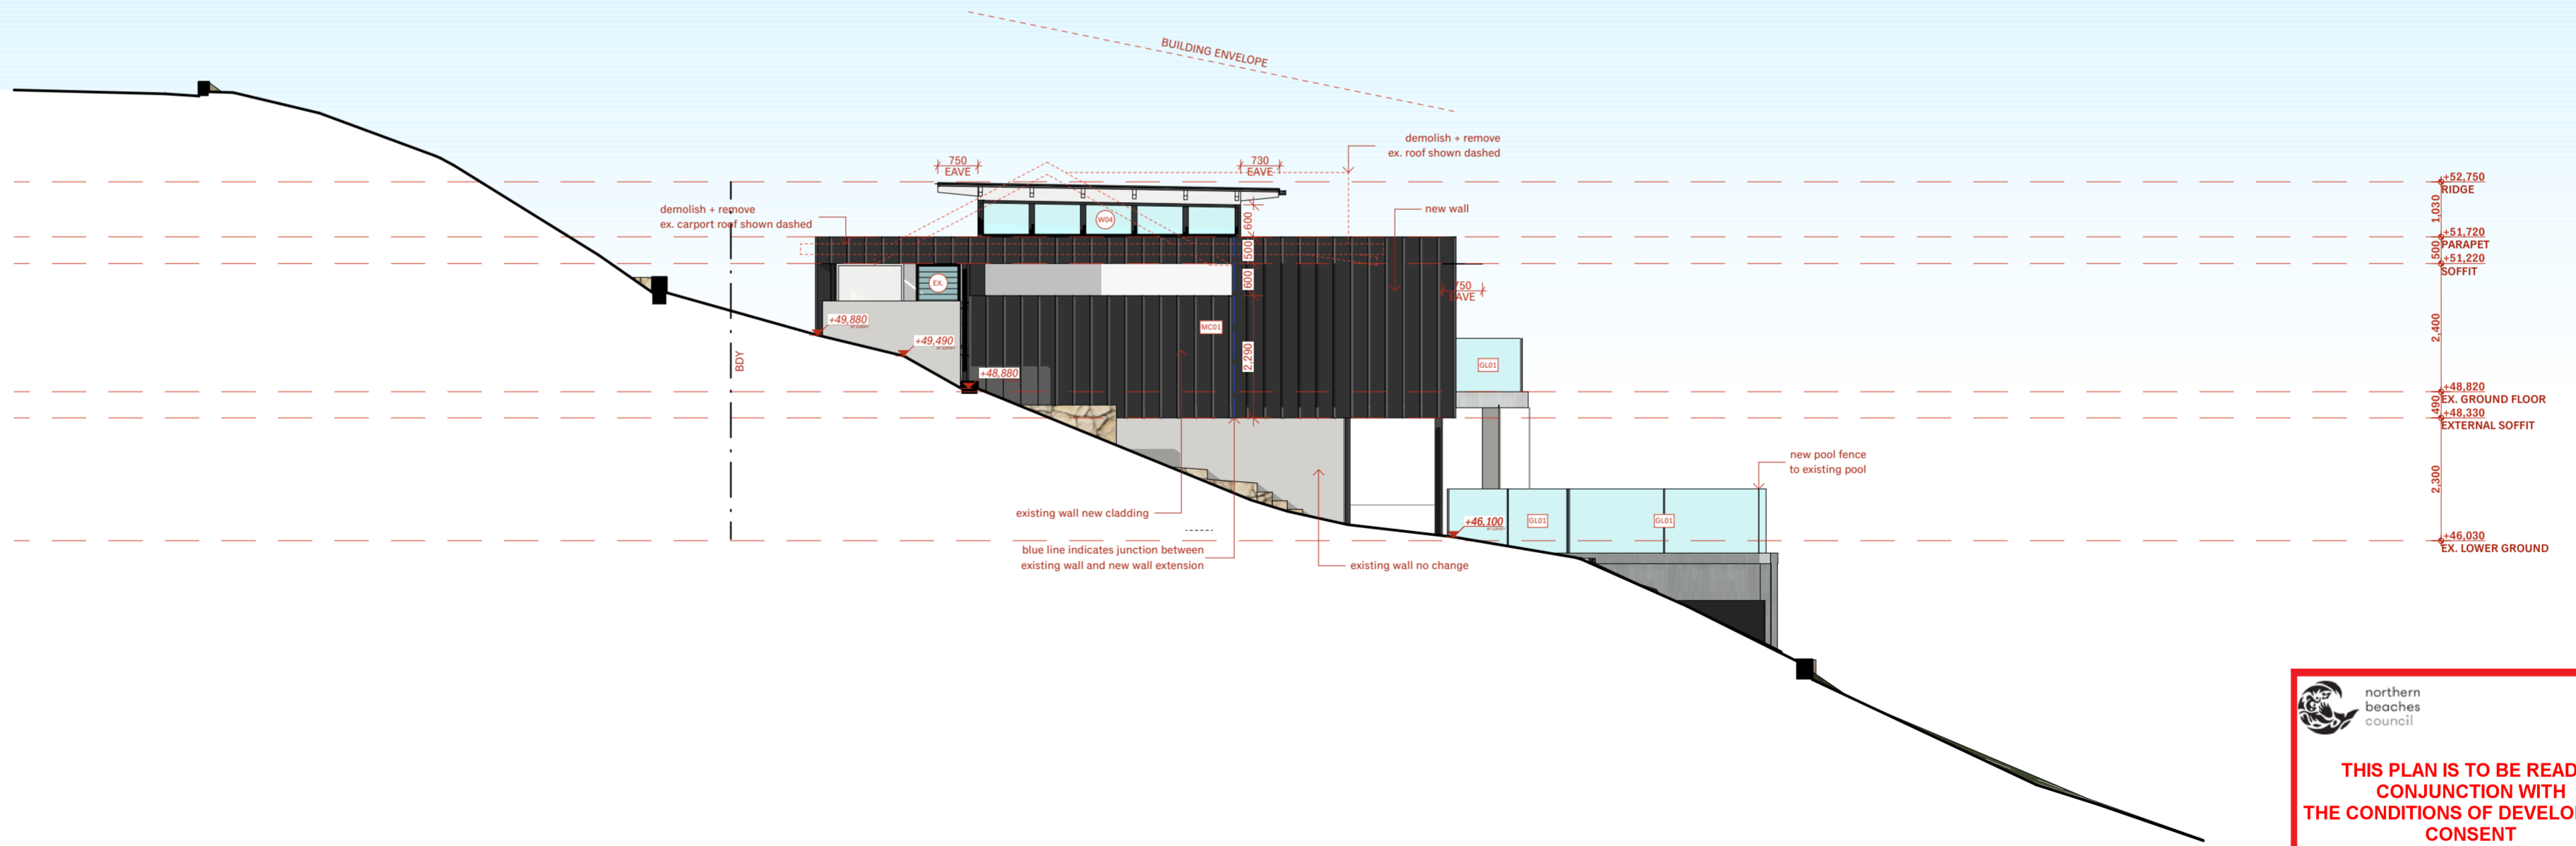 BUILDING ENVELOPE
demolish + remove
ex. roof shown dashed
750
EAVE
730
EAVE
demolish + remove
ex. carport roof shown dashed
new wall
W04
600
500
600
2,290
EX.
MC01
750
EAVE
+49,880
+49,490
+48,880
BDY
GL01
new pool fence
to existing pool
existing wall new cladding
blue line indicates junction between
existing wall and new wall extension
existing wall no change
+46,100
GL01
GL01
+52,750
RIDGE
1,030
+51,720
PARAPET
500
+51,220
SOFFIT
2,400
+48,820
EX. GROUND FLOOR
490
+48,330
EXTERNAL SOFFIT
2,300
+46,030
EX. LOWER GROUND
northern
beaches
council
THIS PLAN IS TO BE READ
CONJUNCTION WITH
THE CONDITIONS OF DEVELO
CONSENT